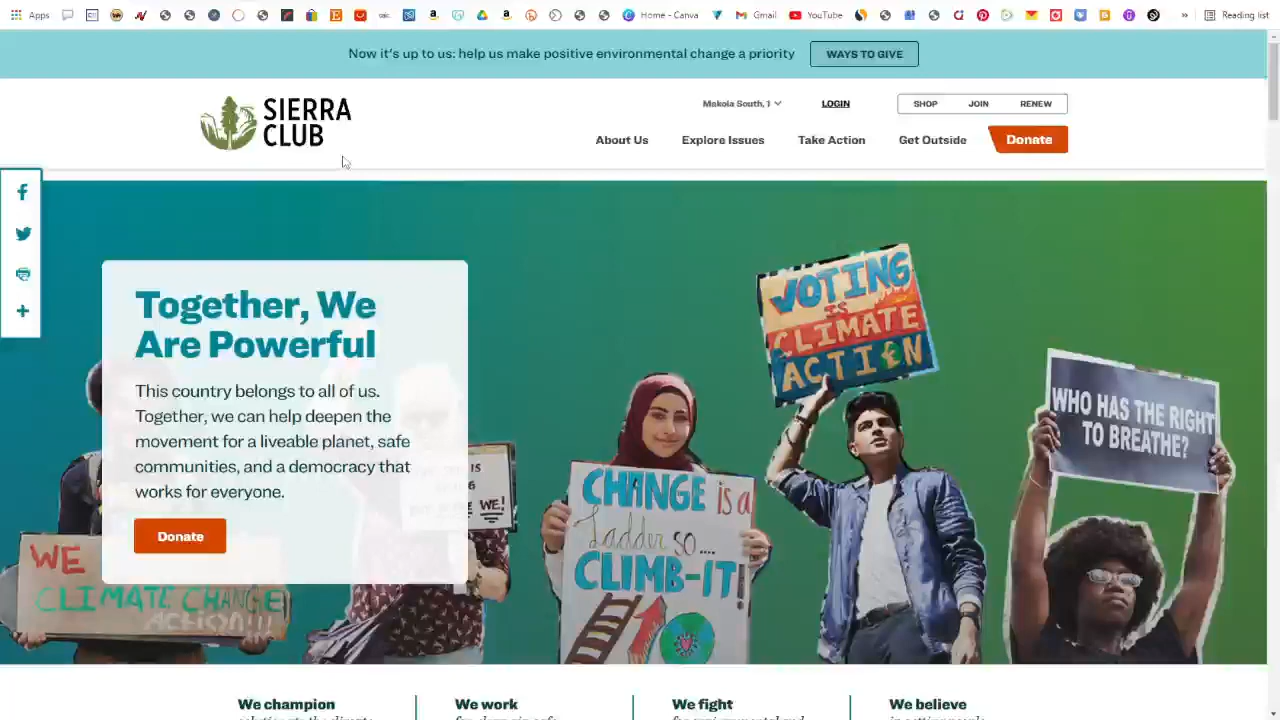 Apps
Home - Canva
Gmail
YouTube
Reading list
Now it's up to us: help us make positive environmental change a priority
WAYS TO GIVE
SIERRA
CLUB
Makoia South, 1
LOGIN
SHOP
JOIN
RENEW
About Us
Explore Issues
Take Action
Get Outside
Donate
Together, We
Are Powerful
This country belongs to all of us.
Together, we can help deepen the
movement for a liveable planet, safe
communities, and a democracy that
works for everyone.
Donate
WE
CLIMATE CHANGE
ACTION!!!
WE!
CHANGE is a
Ladder so....
CLIMB-IT!
VOTING
IS
CLIMATE
ACTION
WHO HAS THE RIGHT
TO BREATHE?
We champion
We work
We fight
We believe